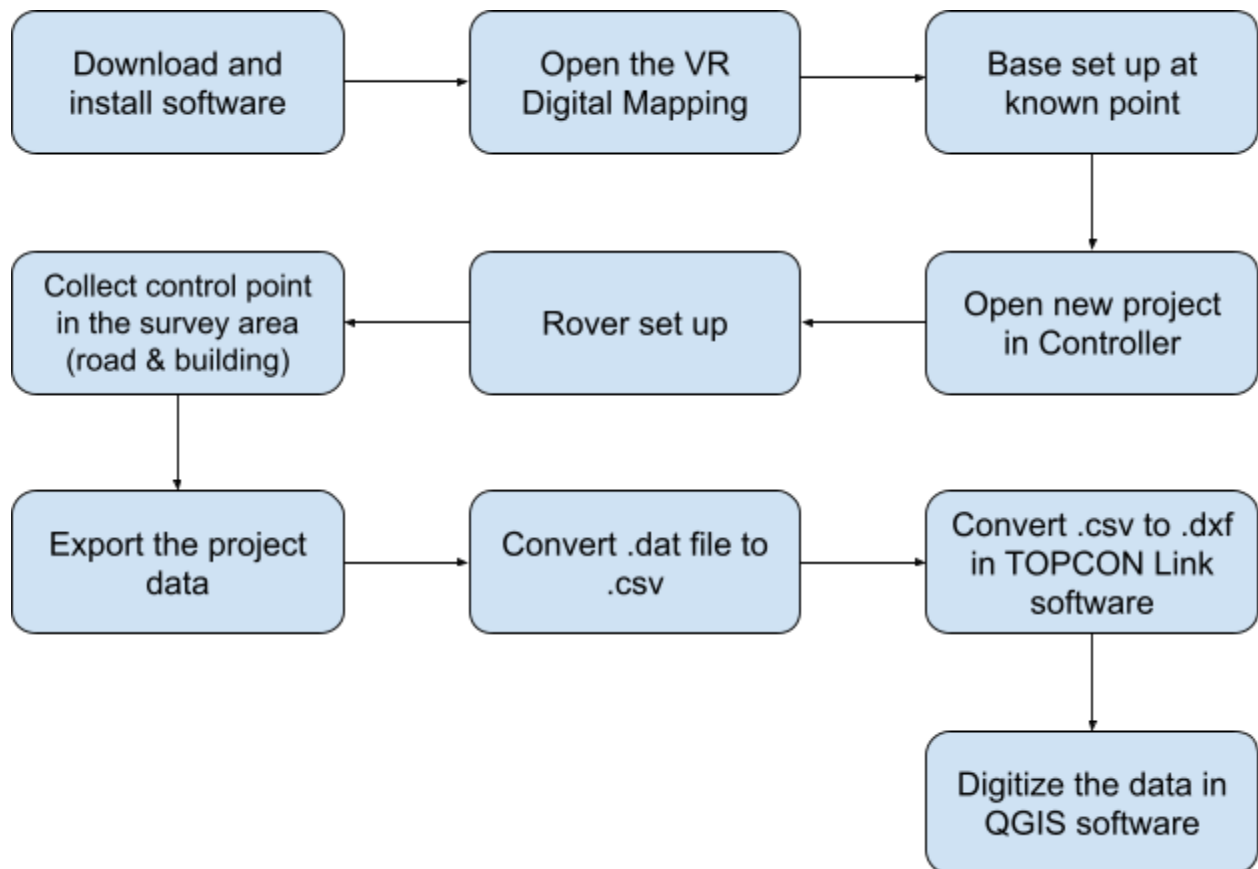 Download and
install software
Open the VR
Digital Mapping
Base set up at
known point
Open new project
in Controller
Rover set up
Collect control point
in the survey area
(road & building)
Export the project
data
Convert .dat file to
.csv
Convert .csv to .dxf
in TOPCON Link
software
Digitize the data in
QGIS software